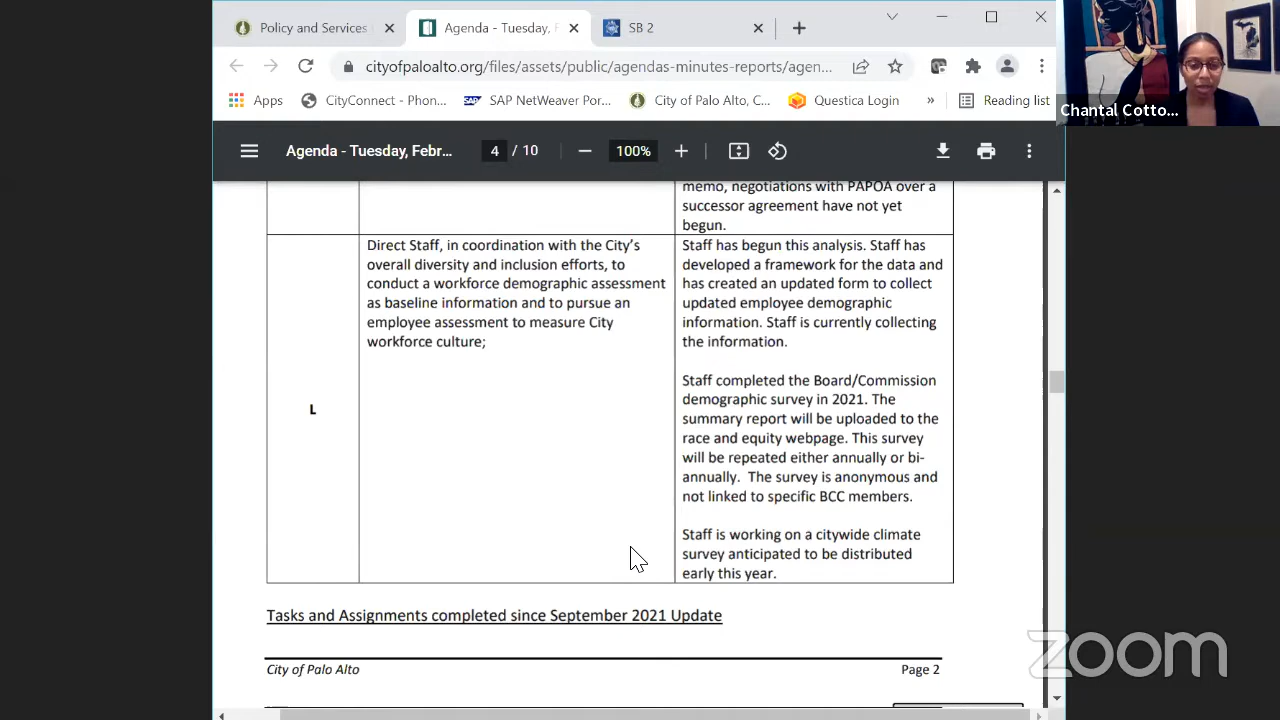 Policy and Services
Agenda - Tuesday, F
SB 2
cityofpaloalto.org/files/assets/public/agendas-minutes-reports/agen...
Apps
CityConnect - Phon...
SAP NetWeaver Por...
City of Palo Alto, C...
Questica Login
»
Reading list
Chantal Cotto...
Agenda - Tuesday, Febr...
4 / 10
100%
memo, negotiations with PAPOA over a
successor agreement have not yet
begun.
L
Direct Staff, in coordination with the City's
overall diversity and inclusion efforts, to
conduct a workforce demographic assessment
as baseline information and to pursue an
employee assessment to measure City
workforce culture;
Staff has begun this analysis. Staff has
developed a framework for the data and
has created an updated form to collect
updated employee demographic
information. Staff is currently collecting
the information.
Staff completed the Board/Commission
demographic survey in 2021. The
summary report will be uploaded to the
race and equity webpage. This survey
will be repeated either annually or bi-
annually. The survey is anonymous and
not linked to specific BCC members.
Staff is working on a citywide climate
survey anticipated to be distributed
early this year.
Tasks and Assignments completed since September 2021 Update
City of Palo Alto
Page 2
zoom